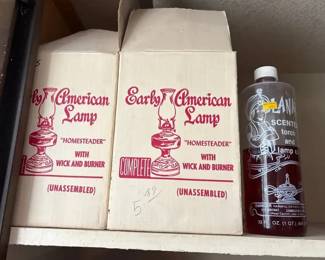 Early American
Lamp
"HOMESTEADER"
WITH
WICK AND BURNER
(UNASSEMBLED)
Early American
Lamp
"HOMESTEADER"
WITH
COMPLETE
WICK AND BURNER
(UNASSEMBLED)
5.49
SCENTED
torch
and
lamp